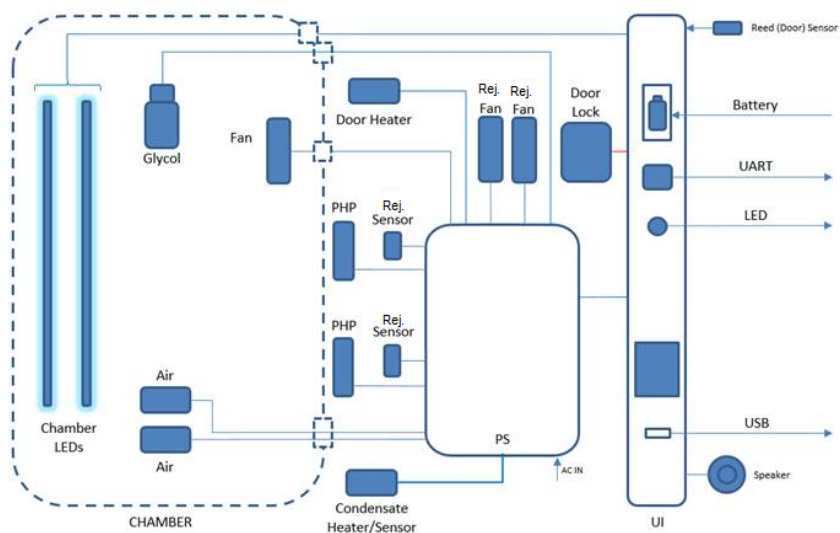 Reed (Door) Sensor
Rej.
Fan
Rej.
Fan
Door
Lock
Battery
Door Heater
Glycol
Fan
UART
LED
PHP
Rej.
Sensor
PHP
Rej.
Sensor
Air
Air
Chamber
LEDs
PS
AC IN
USB
Speaker
Condensate
Heater/Sensor
CHAMBER
UI